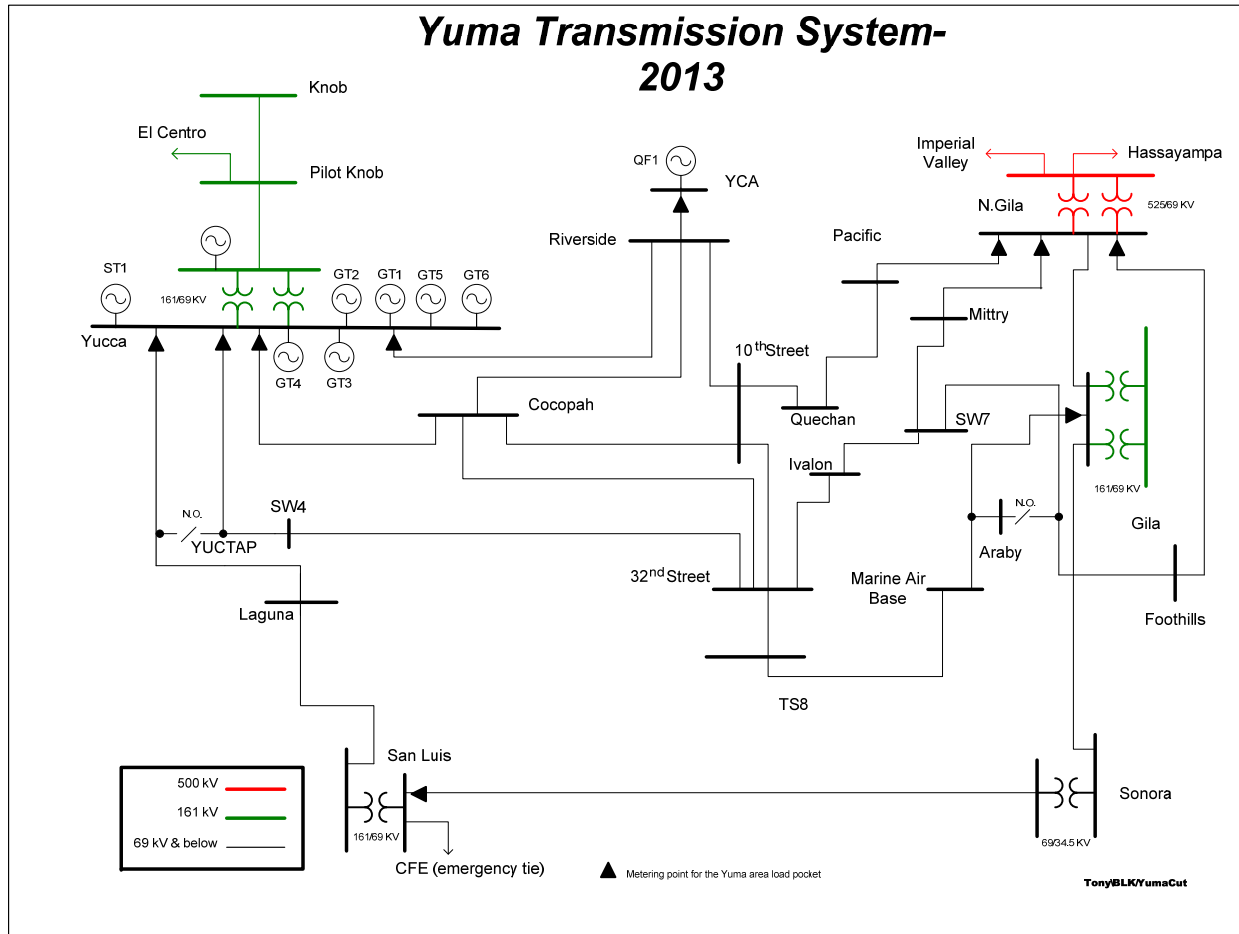 Yuma Transmission System-
2013
Knob
El Centro
Pilot Knob
QF1
YCA
Imperial
Valley
Hassayampa
N.Gila
525/69 KV
Riverside
Pacific
ST1
161/69 KV
GT2
GT1
GT5
GT6
Yucca
GT4
GT3
Mittry
10th Street
Cocopah
Quechan
SW7
Ivalon
161/69 KV
Gila
SW4
N.O.
YUCTAP
N.O.
Araby
32nd Street
Marine Air
Base
Laguna
Foothills
TS8
San Luis
161/69 KV
CFE (emergency tie)
Sonora
69/34.5 KV
500 kV
161 kV
69 kV & below
Metering point for the Yuma area load pocket
Tony\BLK/YumaCut